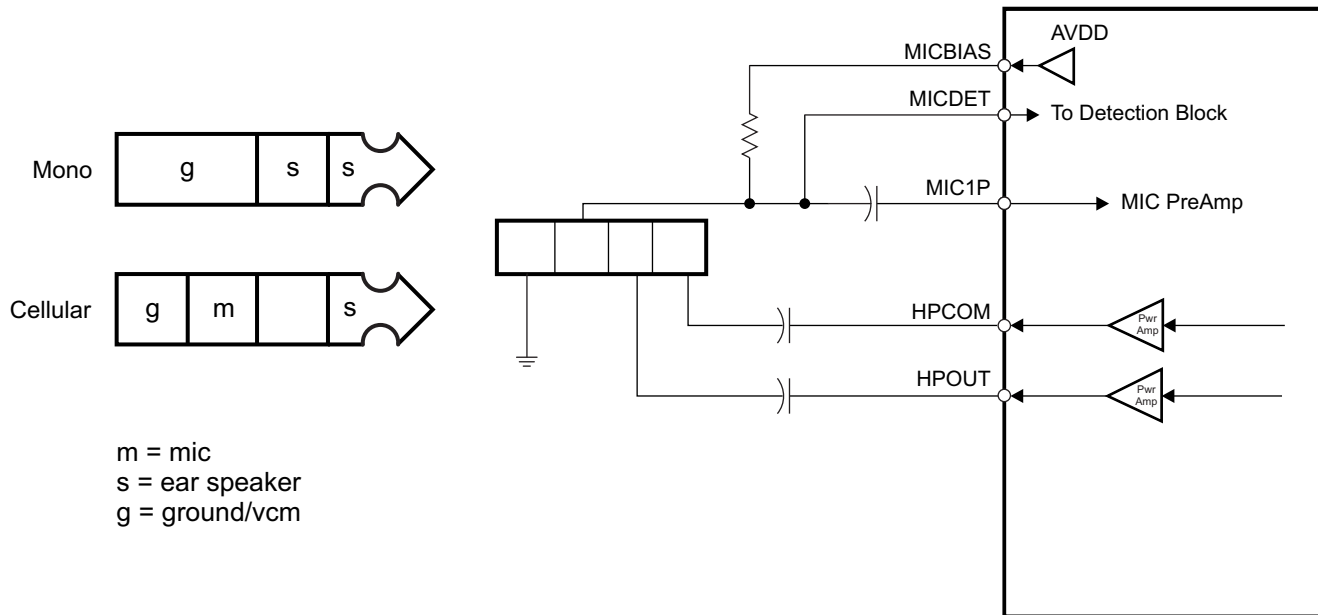 Mono
g
s
s
Cellular
g
m
s
m = mic
s = ear speaker
g = ground/vcm
MICBIAS
AVDD
MICDET
To Detection Block
MIC1P
MIC PreAmp
HPCOM
Pwr
Amp
HPOUT
Pwr
Amp